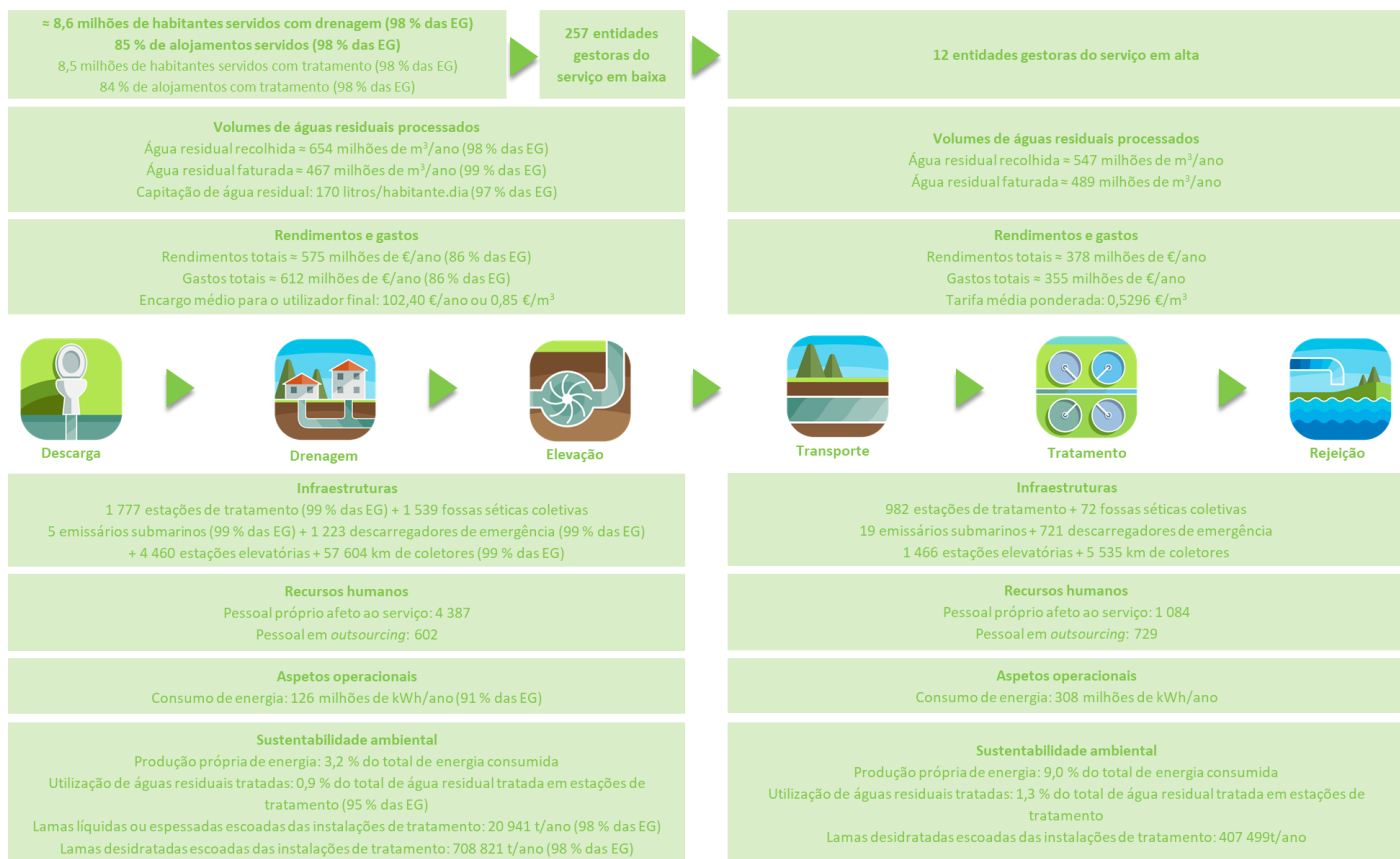 ≈ 8,6 milhões de habitantes servidos com drenagem (98 % das EG)
85 % de alojamentos servidos (98 % das EG)
8,5 milhões de habitantes servidos com tratamento (98 % das EG)
84 % de alojamentos com tratamento (98 % das EG)
257 entidades
gestoras do
serviço em baixa
12 entidades gestoras do serviço em alta
Volumes de águas residuais processados
Água residual recolhida ≈ 654 milhões de m³/ano (98 % das EG)
Água residual faturada ≈ 467 milhões de m³/ano (99 % das EG)
Capitação de água residual: 170 litros/habitante.dia (97 % das EG)
Volumes de águas residuais processados
Água residual recolhida ≈ 547 milhões de m³/ano
Água residual faturada ≈ 489 milhões de m³/ano
Rendimentos e gastos
Rendimentos totais ≈ 575 milhões de €/ano (86 % das EG)
Gastos totais ≈ 612 milhões de €/ano (86 % das EG)
Encargo médio para o utilizador final: 102,40 €/ano ou 0,85 €/m³
Rendimentos e gastos
Rendimentos totais ≈ 378 milhões de €/ano
Gastos totais ≈ 355 milhões de €/ano
Tarifa média ponderada: 0,5296 €/m³
Descarga
Drenagem
Elevação
Transporte
Tratamento
Rejeição
Infraestruturas
1 777 estações de tratamento (99 % das EG) + 1 539 fossas séticas coletivas
5 emissários submarinos (99 % das EG) + 1 223 descarregadores de emergência (99 % das EG)
+ 4 460 estações elevatórias + 57 604 km de coletores (99 % das EG)
Infraestruturas
982 estações de tratamento + 72 fossas séticas coletivas
19 emissários submarinos + 721 descarregadores de emergência
1 466 estações elevatórias + 5 535 km de coletores
Recursos humanos
Pessoal próprio afeto ao serviço: 4 387
Pessoal em outsourcing: 602
Recursos humanos
Pessoal próprio afeto ao serviço: 1 084
Pessoal em outsourcing: 729
Aspetos operacionais
Consumo de energia: 126 milhões de kWh/ano (91 % das EG)
Aspetos operacionais
Consumo de energia: 308 milhões de kWh/ano
Sustentabilidade ambiental
Produção própria de energia: 3,2 % do total de energia consumida
Utilização de águas residuais tratadas: 0,9 % do total de água residual tratada em estações de
tratamento (95 % das EG)
Lamas líquidas ou espessadas escoadas das instalações de tratamento: 20 941 t/ano (98 % das EG)
Lamas desidratadas escoadas das instalações de tratamento: 708 821 t/ano (98 % das EG)
Sustentabilidade ambiental
Produção própria de energia: 9,0 % do total de energia consumida
Utilização de águas residuais tratadas: 1,3 % do total de água residual tratada em estações de
tratamento
Lamas desidratadas escoadas das instalações de tratamento: 407 499t/ano